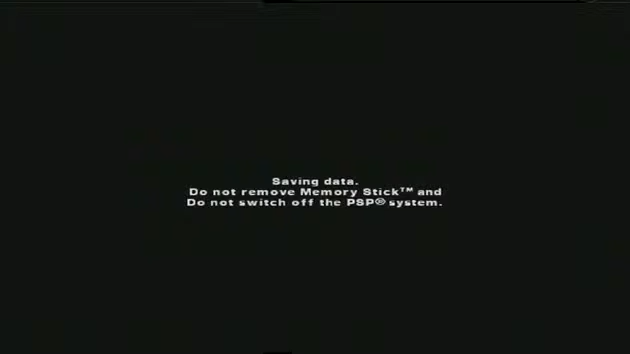 Saving data.
Do not remove Memory Stick™ and
Do not switch off the PSP® system.